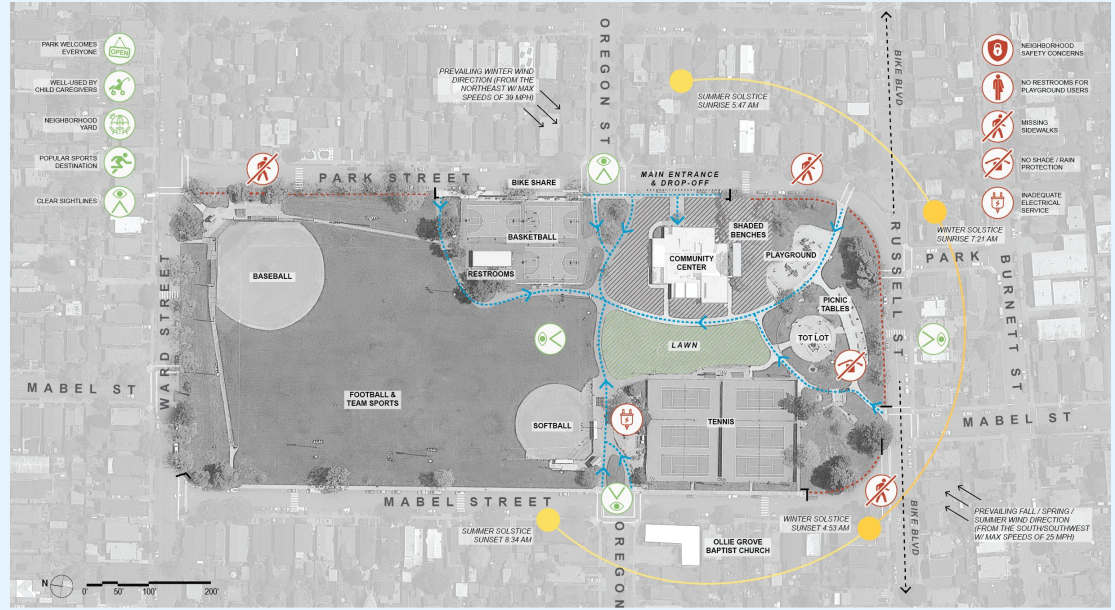 PARK WELCOMES
EVERYONE
OPEN
WELL-USED BY
CHILD CAREGIVERS
NEIGHBORHOOD
YARD
POPULAR SPORTS
DESTINATION
CLEAR SIGHTLINES
PREVAILING WINTER WIND
DIRECTION (FROM THE
NORTHEAST W/ MAX
SPEEDS OF 39 MPH)
OREGON ST
SUMMER SOLSTICE
SUNRISE 5:47 AM
BIKE BLVD
NEIGHBORHOOD
SAFETY CONCERNS
NO RESTROOMS FOR
PLAYGROUND USERS
MISSING
SIDEWALKS
NO SHADE / RAIN
PROTECTION
INADEQUATE
ELECTRICAL
SERVICE
PARK STREET
BIKE SHARE
MAIN ENTRANCE
& DROP-OFF
WINTER SOLSTICE
SUNRISE 7:21 AM
BASKETBALL
SHADED
BENCHES
COMMUNITY
CENTER
PLAYGROUND
RESTROOMS
BASEBALL
PICNIC
TABLES
TOT LOT
LAWN
RUSSELL ST
PARK
BURNETT ST
WARD STREET
MABEL ST
FOOTBALL &
TEAM SPORTS
SOFTBALL
TENNIS
MABEL ST
MABEL STREET
SUMMER SOLSTICE
SUNSET 8:34 AM
OREGON
OLLIE GROVE
BAPTIST CHURCH
WINTER SOLSTICE
SUNSET 4:53 AM
BIKE BLVD
PREVAILING FALL / SPRING /
SUMMER WIND DIRECTION
(FROM THE SOUTH/SOUTHWEST
W/ MAX SPEEDS OF 25 MPH)
N
0' 50' 100' 200'